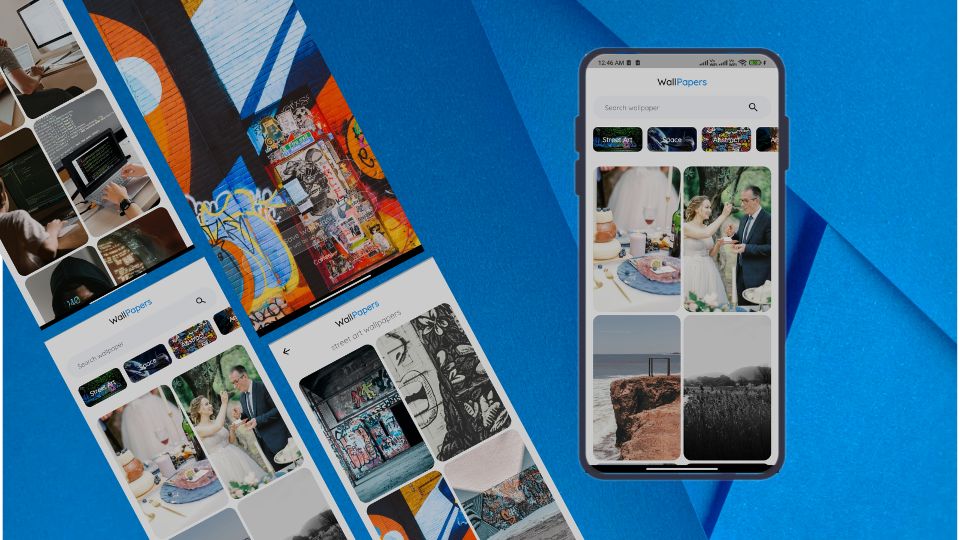 12:46 AM
WallPapers
Search wallpaper
Street Art
Space
Abstract
WallPapers
Search wallpaper
Street Art
Space
Abstract
WallPapers
street art wallpapers